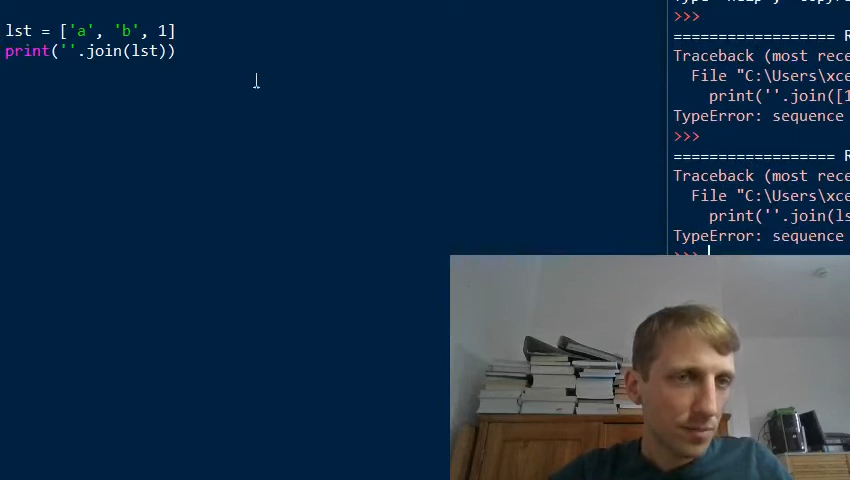 lst = ['a', 'b', 1]
print(''.join(lst))
>>>
================== R
Traceback (most rece
File "C:\Users\xce
print(''.join([1
TypeError: sequence
>>>
================== R
Traceback (most rece
File "C:\Users\xce
print(''.join(ls
TypeError: sequence